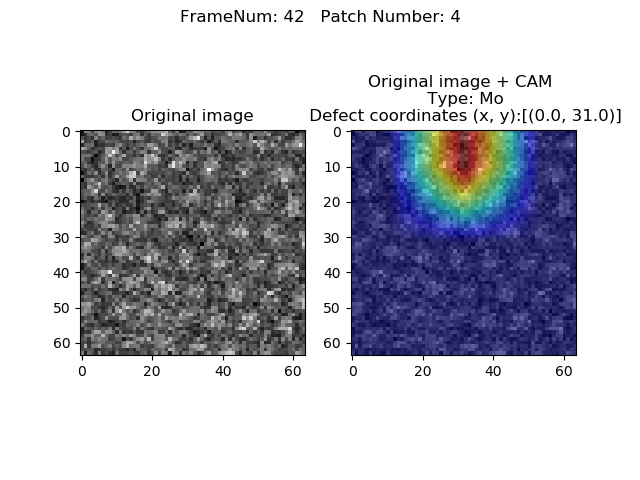 FrameNum: 42   Patch Number: 4
Original image
Original image + CAM
Type: Mo
Defect coordinates (x, y):[(0.0, 31.0)]
0
10
20
30
40
50
60
0 20 40 60
0
10
20
30
40
50
60
0 20 40 60